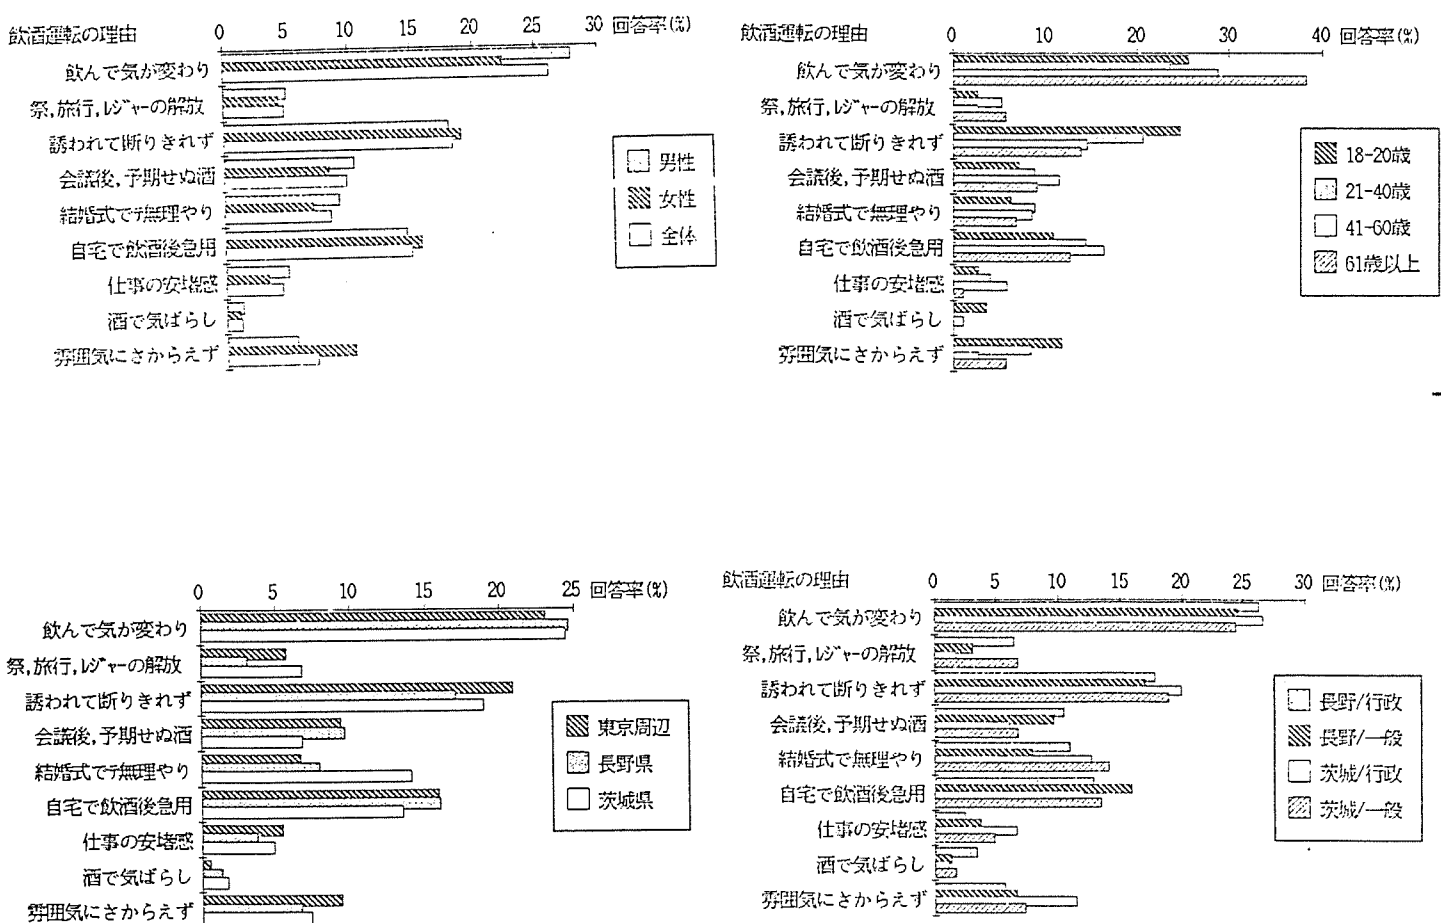 飲酒運転の理由
0 5 10 15 20 25 30 回答率(%)
飲んで気が変わり
祭,旅行,レジャーの解放
誘われて断りきれず
会議後,予期せぬ酒
結婚式で無理やり
自宅で飲酒後急用
仕事の安堵感
酒で気ばらし
雰囲気にさからえず
男性
女性
全体
飲酒運転の理由
0 10 20 30 40 回答率(%)
飲んで気が変わり
祭,旅行,レジャーの解放
誘われて断りきれず
会議後,予期せぬ酒
結婚式で無理やり
自宅で飲酒後急用
仕事の安堵感
酒で気ばらし
雰囲気にさからえず
18-20歳
21-40歳
41-60歳
61歳以上
0 5 10 15 20 25 回答率(%)
飲んで気が変わり
祭,旅行,レジャーの解放
誘われて断りきれず
会議後,予期せぬ酒
結婚式で無理やり
自宅で飲酒後急用
仕事の安堵感
酒で気ばらし
雰囲気にさからえず
東京周辺
長野県
茨城県
飲酒運転の理由
0 5 10 15 20 25 30 回答率(%)
飲んで気が変わり
祭,旅行,レジャーの解放
誘われて断りきれず
会議後,予期せぬ酒
結婚式で無理やり
自宅で飲酒後急用
仕事の安堵感
酒で気ばらし
雰囲気にさからえず
長野/行政
長野/一般
茨城/行政
茨城/一般